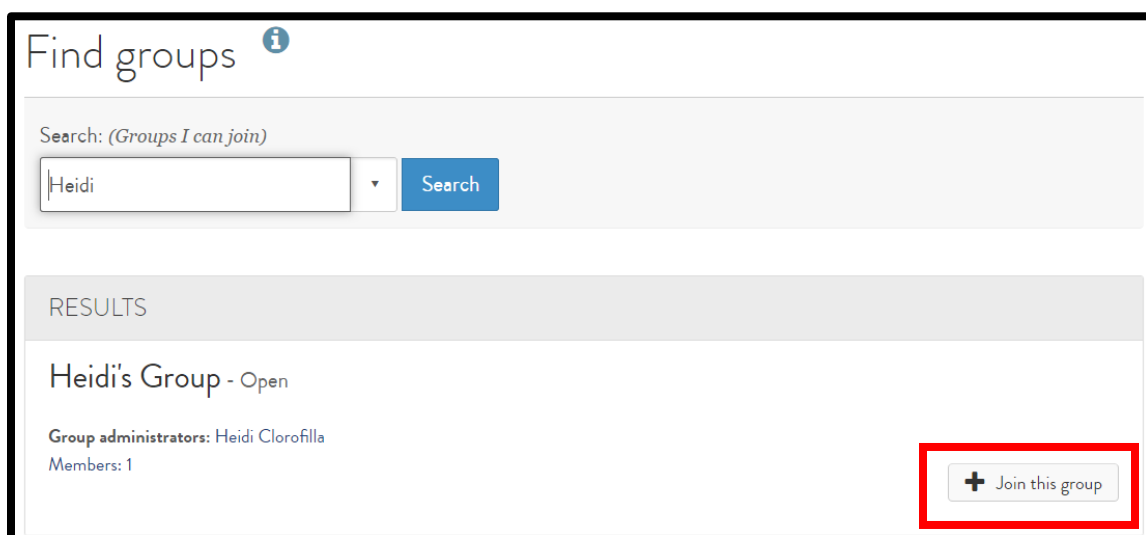 Find groups
Search: (Groups I can join)
Heidi
Search
RESULTS
Heidi's Group - Open
Group administrators: Heidi Clorofilla
Members: 1
Join this group